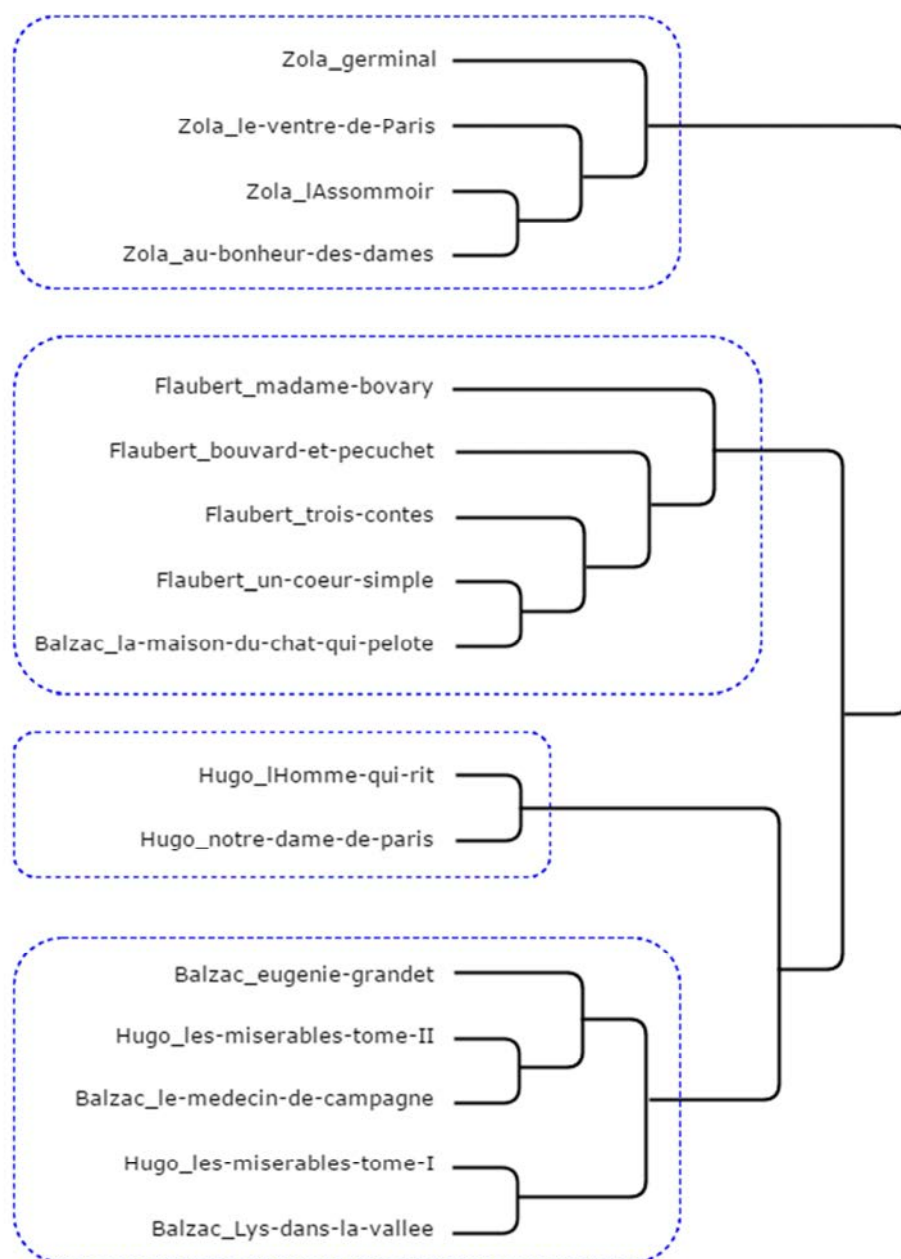 Zola_germinal
Zola_le-ventre-de-Paris
Zola_lAssommoir
Zola_au-bonheur-des-dames
Flaubert_madame-bovary
Flaubert_bouvard-et-pecuchet
Flaubert_trois-contes
Flaubert_un-coeur-simple
Balzac_la-maison-du-chat-qui-pelote
Hugo_lHomme-qui-rit
Hugo_notre-dame-de-paris
Balzac_eugenie-grandet
Hugo_les-miserables-tome-II
Balzac_le-medecin-de-campagne
Hugo_les-miserables-tome-I
Balzac_Lys-dans-la-vallee